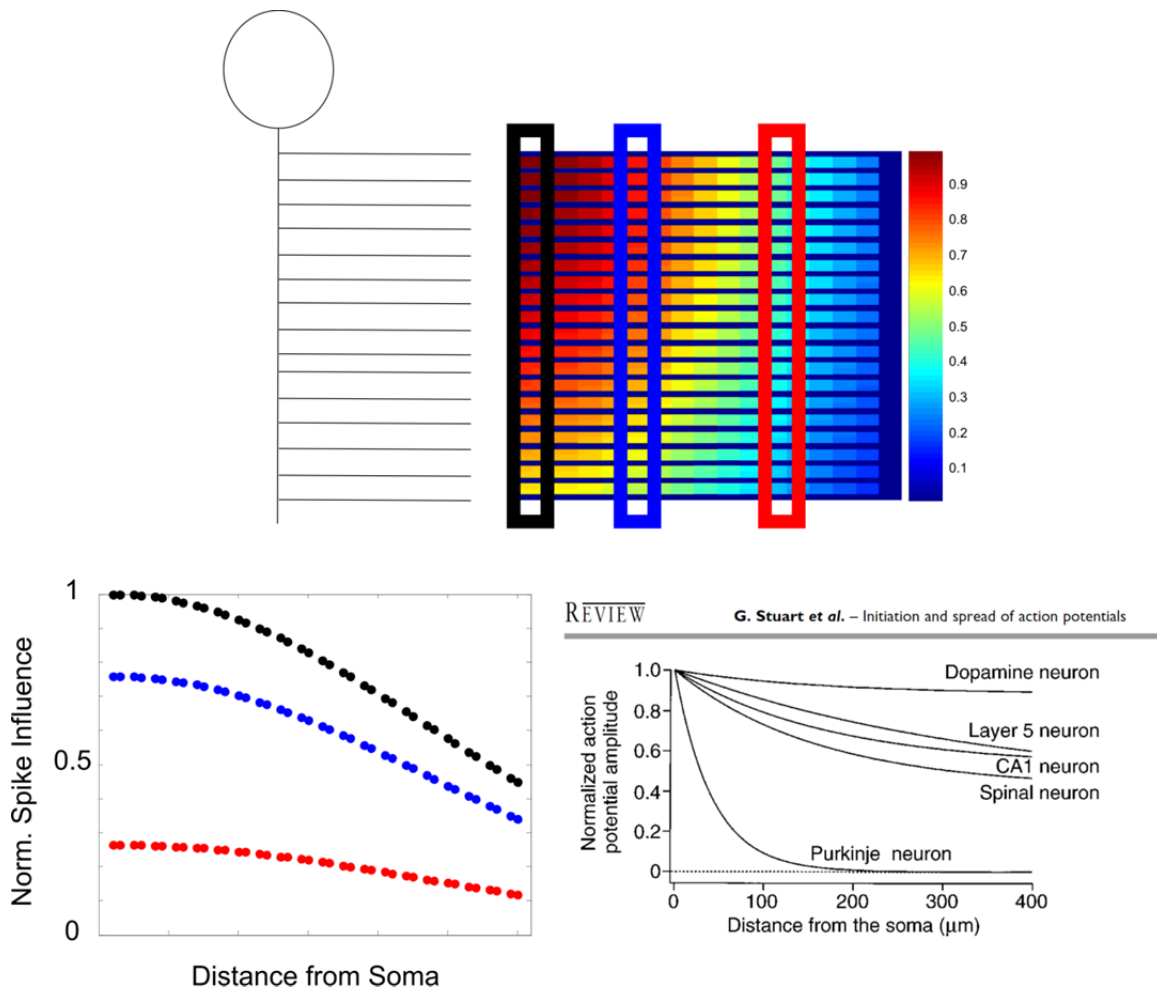 0.9
0.8
0.7
0.6
0.5
0.4
0.3
0.2
0.1
1
0.5
0
Norm. Spike Influence
Distance from Soma
REVIEW
G. Stuart et al. – Initiation and spread of action potentials
1.0
0.8
0.6
0.4
0.2
0
Normalized action
potential amplitude
Dopamine neuron
Layer 5 neuron
CA1 neuron
Spinal neuron
Purkinje neuron
0 100 200 300 400
Distance from the soma (μm)